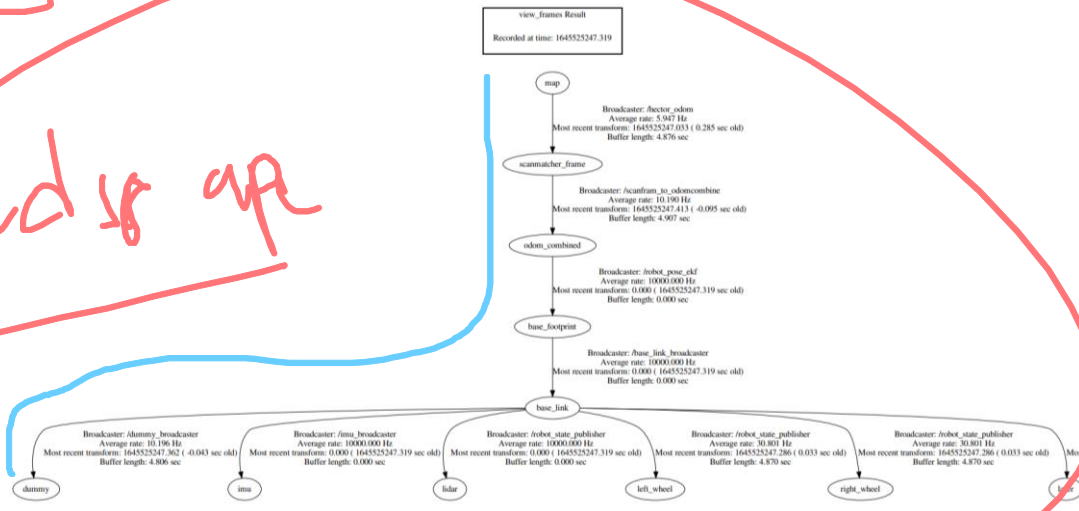 view_frames Result
Recorded at time: 1645525247.319
map
Broadcaster: /hector_odom
Average rate: 5.947 Hz
Most recent transform: 1645525247.033 ( 0.285 sec old)
Buffer length: 4.876 sec
scanmatcher_frame
Broadcaster: /scanfram_to_odomcombine
Average rate: 10.190 Hz
Most recent transform: 1645525247.413 ( -0.095 sec old)
Buffer length: 4.907 sec
odom_combined
Broadcaster: /robot_pose_ekf
Average rate: 10000.000 Hz
Most recent transform: 0.000 ( 1645525247.319 sec old)
Buffer length: 0.000 sec
base_footprint
Broadcaster: /base_link_broadcaster
Average rate: 10000.000 Hz
Most recent transform: 0.000 ( 1645525247.319 sec old)
Buffer length: 0.000 sec
base_link
Broadcaster: /dummy_broadcaster
Average rate: 10.196 Hz
Most recent transform: 1645525247.362 ( -0.043 sec old)
Buffer length: 4.806 sec
Broadcaster: /imu_broadcaster
Average rate: 10000.000 Hz
Most recent transform: 0.000 ( 1645525247.319 sec old)
Buffer length: 0.000 sec
Broadcaster: /robot_state_publisher
Average rate: 10000.000 Hz
Most recent transform: 0.000 ( 1645525247.319 sec old)
Buffer length: 0.000 sec
Broadcaster: /robot_state_publisher
Average rate: 30.801 Hz
Most recent transform: 1645525247.286 ( 0.033 sec old)
Buffer length: 4.870 sec
Broadcaster: /robot_state_publisher
Average rate: 30.801 Hz
Most recent transform: 1645525247.286 ( 0.033 sec old)
Buffer length: 4.870 sec
dummy
imu
lidar
left_wheel
right_wheel